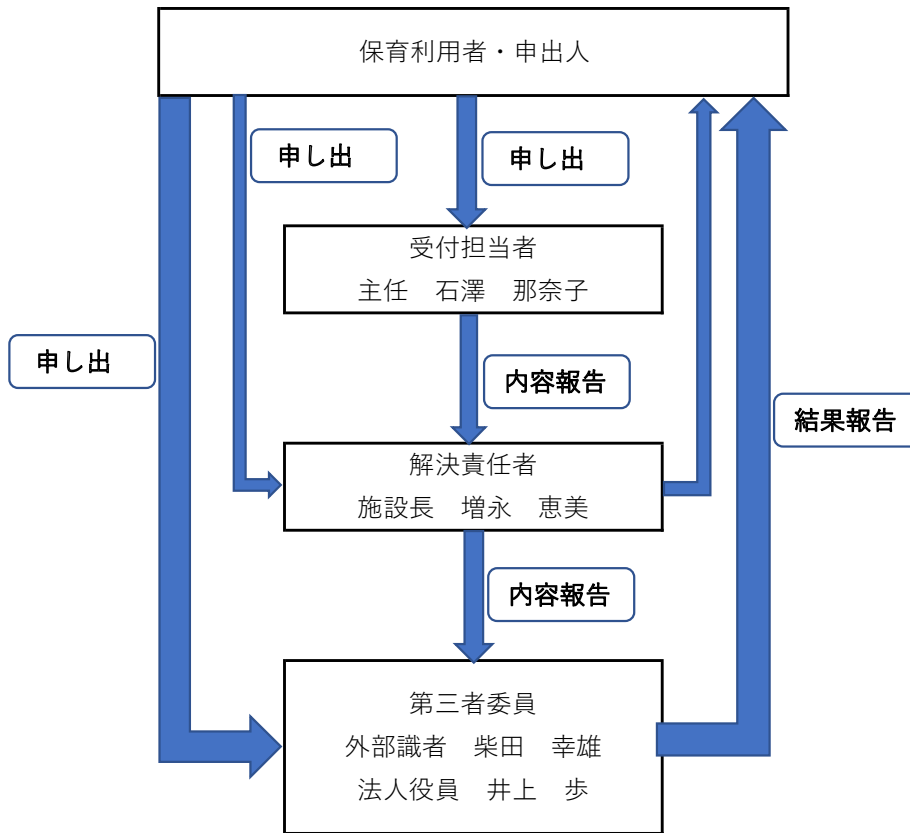 保育利用者・申出人
申し出
申し出
受付担当者
主任　石澤　那奈子
申し出
内容報告
結果報告
解決責任者
施設長　増永　恵美
内容報告
第三者委員
外部識者　柴田　幸雄
法人役員　井上　歩